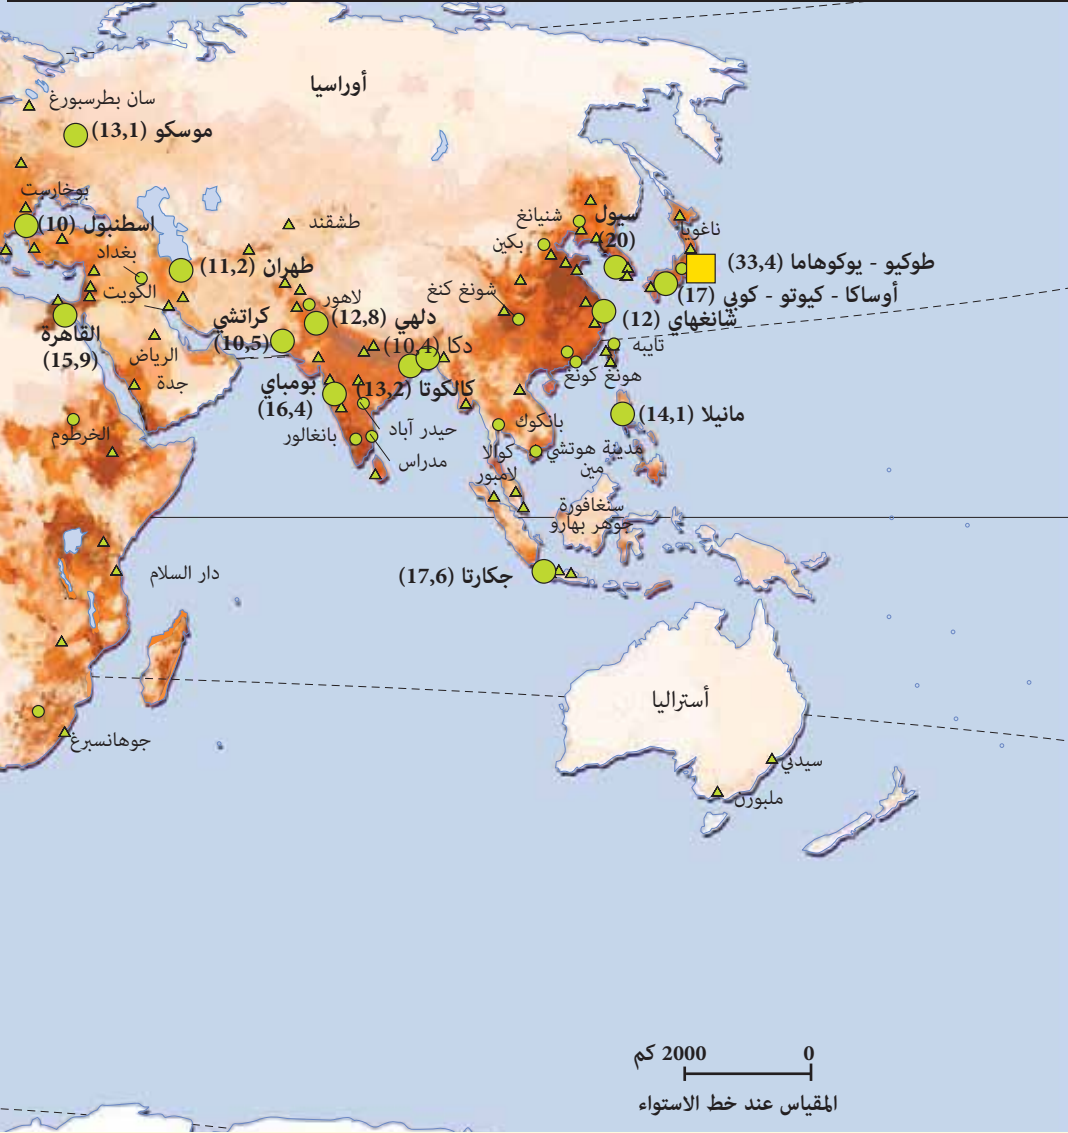 أوراسيا
سان بطرسبورغ
موسكو (13,1)
بوخارست
اسطنبول (10)
طشقند
شنيانغ
سيول
(20)
ناغويا
بكين
بغداد
طهران (11,2)
طوكيو - يوكوهاما (33,4)
الكويت
لاهور
شونغ كنغ
أوساكا - كيوتو - كوبي (17)
كراتشي
(10,5)
دلهي (12,8)
شانغهاي (12)
القاهرة
(15,9)
الرياض
دكا (10,4)
تايبه
جدة
هونغ كونغ
بومباي
(16,4)
كالكوتا (13,2)
مانيلا (14,1)
الخرطوم
بانغالور
حيدر آباد
بانكوك
مدراس
كوالا
لامبور
مدينة هوتشي
مين
سنغافورة
جوهر بهارو
دار السلام
جكارتا (17,6)
أستراليا
جوهانسبرغ
سيدني
ملبورن
0 2000 كم
المقياس عند خط الاستواء